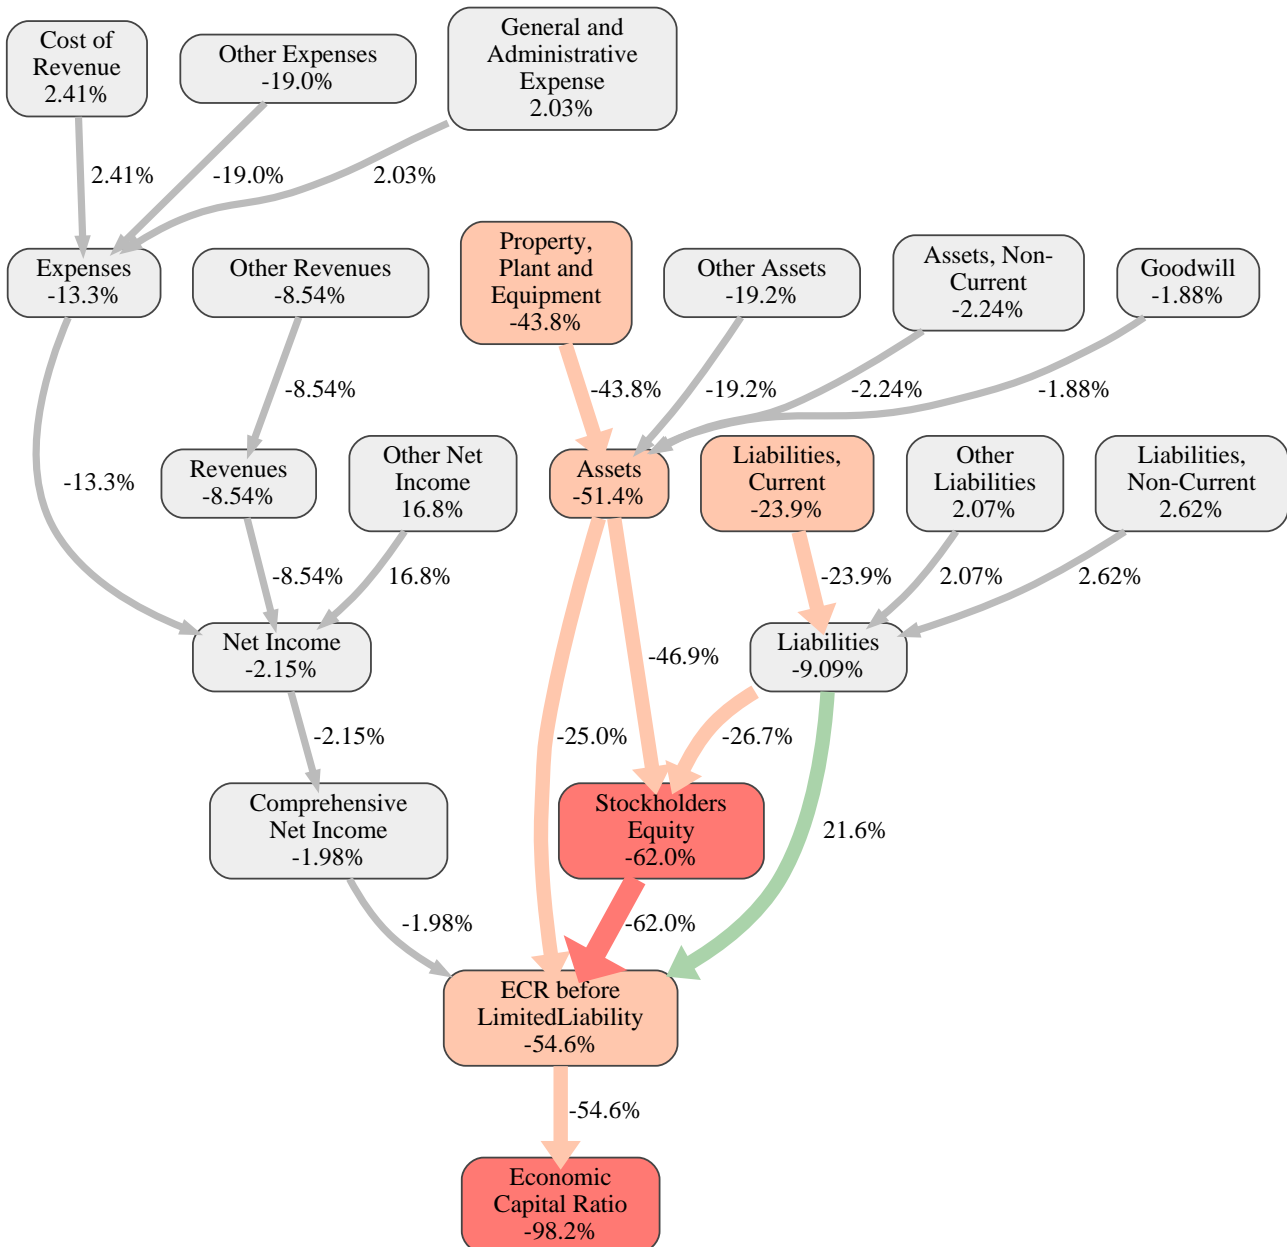 Cost of
Revenue
2.41%
Other Expenses
-19.0%
General and
Administrative
Expense
2.03%
2.41%
-19.0%
2.03%
Expenses
-13.3%
Other Revenues
-8.54%
Property,
Plant and
Equipment
-43.8%
Other Assets
-19.2%
Assets, Non-
Current
-2.24%
Goodwill
-1.88%
-8.54%
-43.8%
-19.2%
-2.24%
-1.88%
-13.3%
Revenues
-8.54%
Other Net
Income
16.8%
Assets
-51.4%
Liabilities,
Current
-23.9%
Other
Liabilities
2.07%
Liabilities,
Non-Current
2.62%
-8.54%
16.8%
-23.9%
2.07%
2.62%
Net Income
-2.15%
-46.9%
Liabilities
-9.09%
-2.15%
-25.0%
-26.7%
Comprehensive
Net Income
-1.98%
Stockholders
Equity
-62.0%
21.6%
-1.98%
-62.0%
ECR before
LimitedLiability
-54.6%
-54.6%
Economic
Capital Ratio
-98.2%